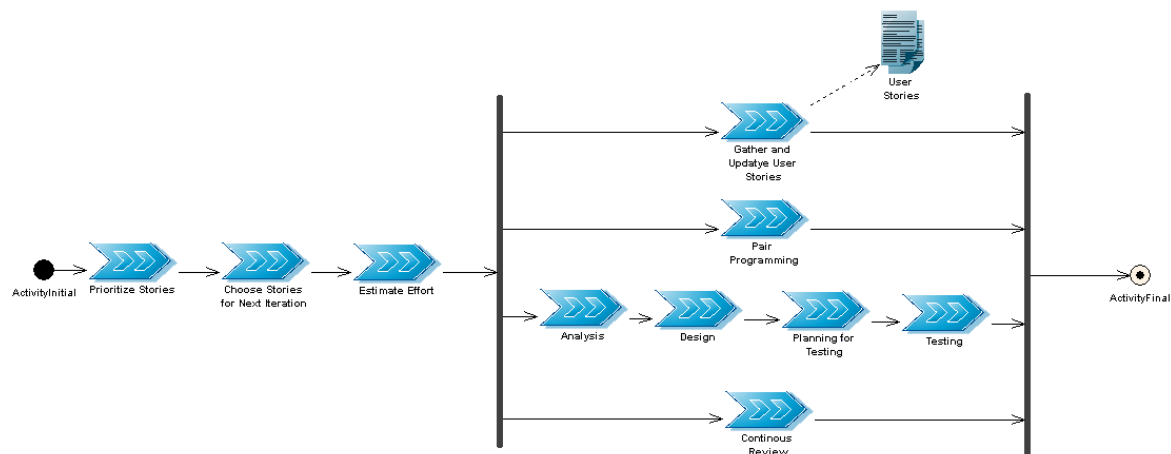 User
Stories
Gather and
Updatye User
Stories
Pair
Programming
ActivityInitial
Prioritize Stories
Choose Stories
for Next Iteration
Estimate Effort
Analysis
Design
Planning for
Testing
Testing
ActivityFinal
Continous
Review